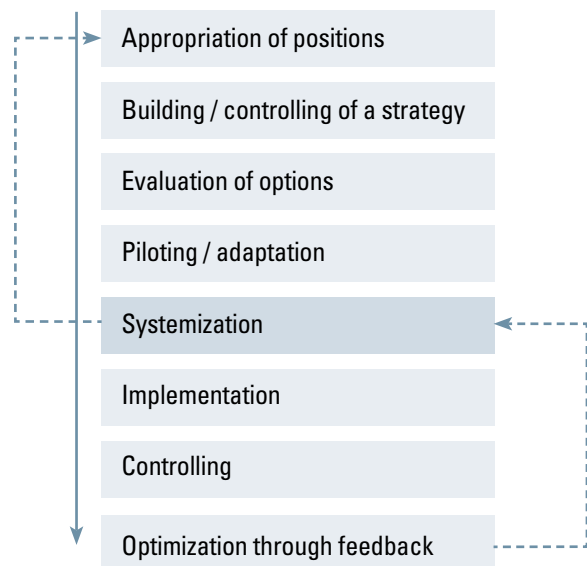 Appropriation of positions
Building / controlling of a strategy
Evaluation of options
Piloting / adaptation
Systemization
Implementation
Controlling
Optimization through feedback